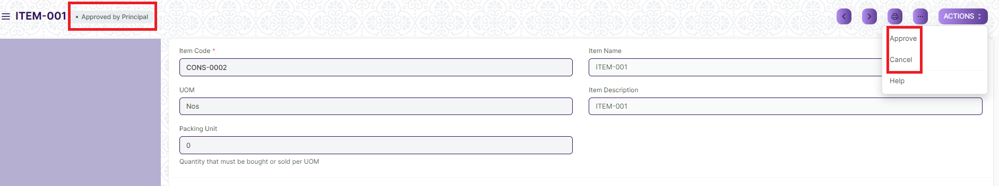 ITEM-001
• Approved by Principal
ACTIONS
Approve
Cancel
Help
Item Code *
CONS-0002
Item Name
ITEM-001
UOM
Nos
Item Description
ITEM-001
Packing Unit
0
Quantity that must be bought or sold per UOM